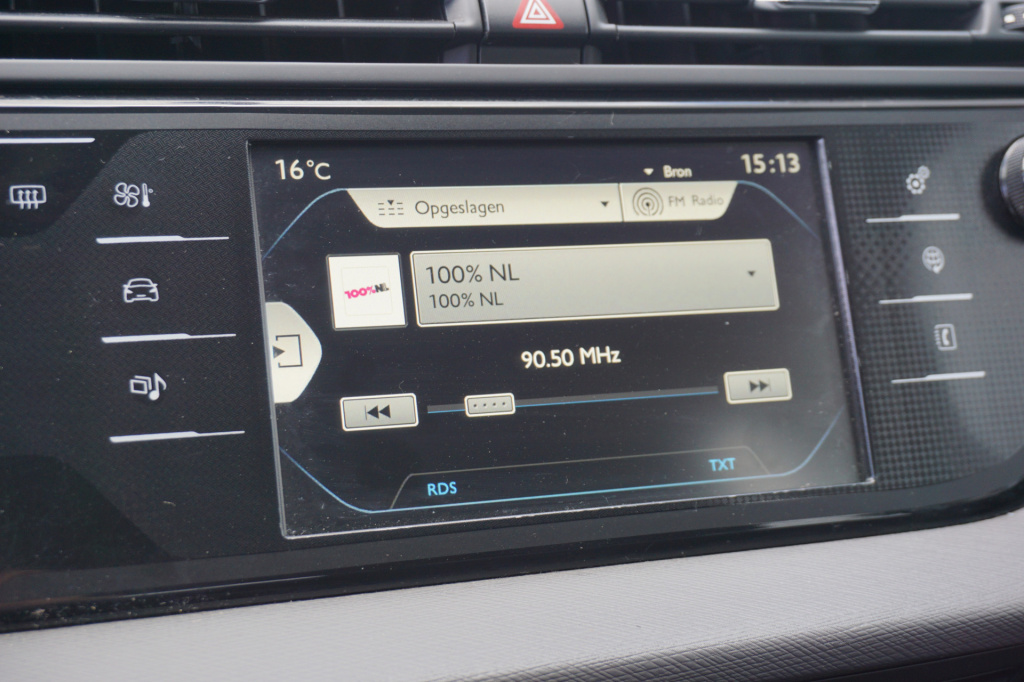 16°C
Bron
15:13
Opgeslagen
FM Radio
100%NL
100% NL
100% NL
90.50 MHz
RDS
TXT